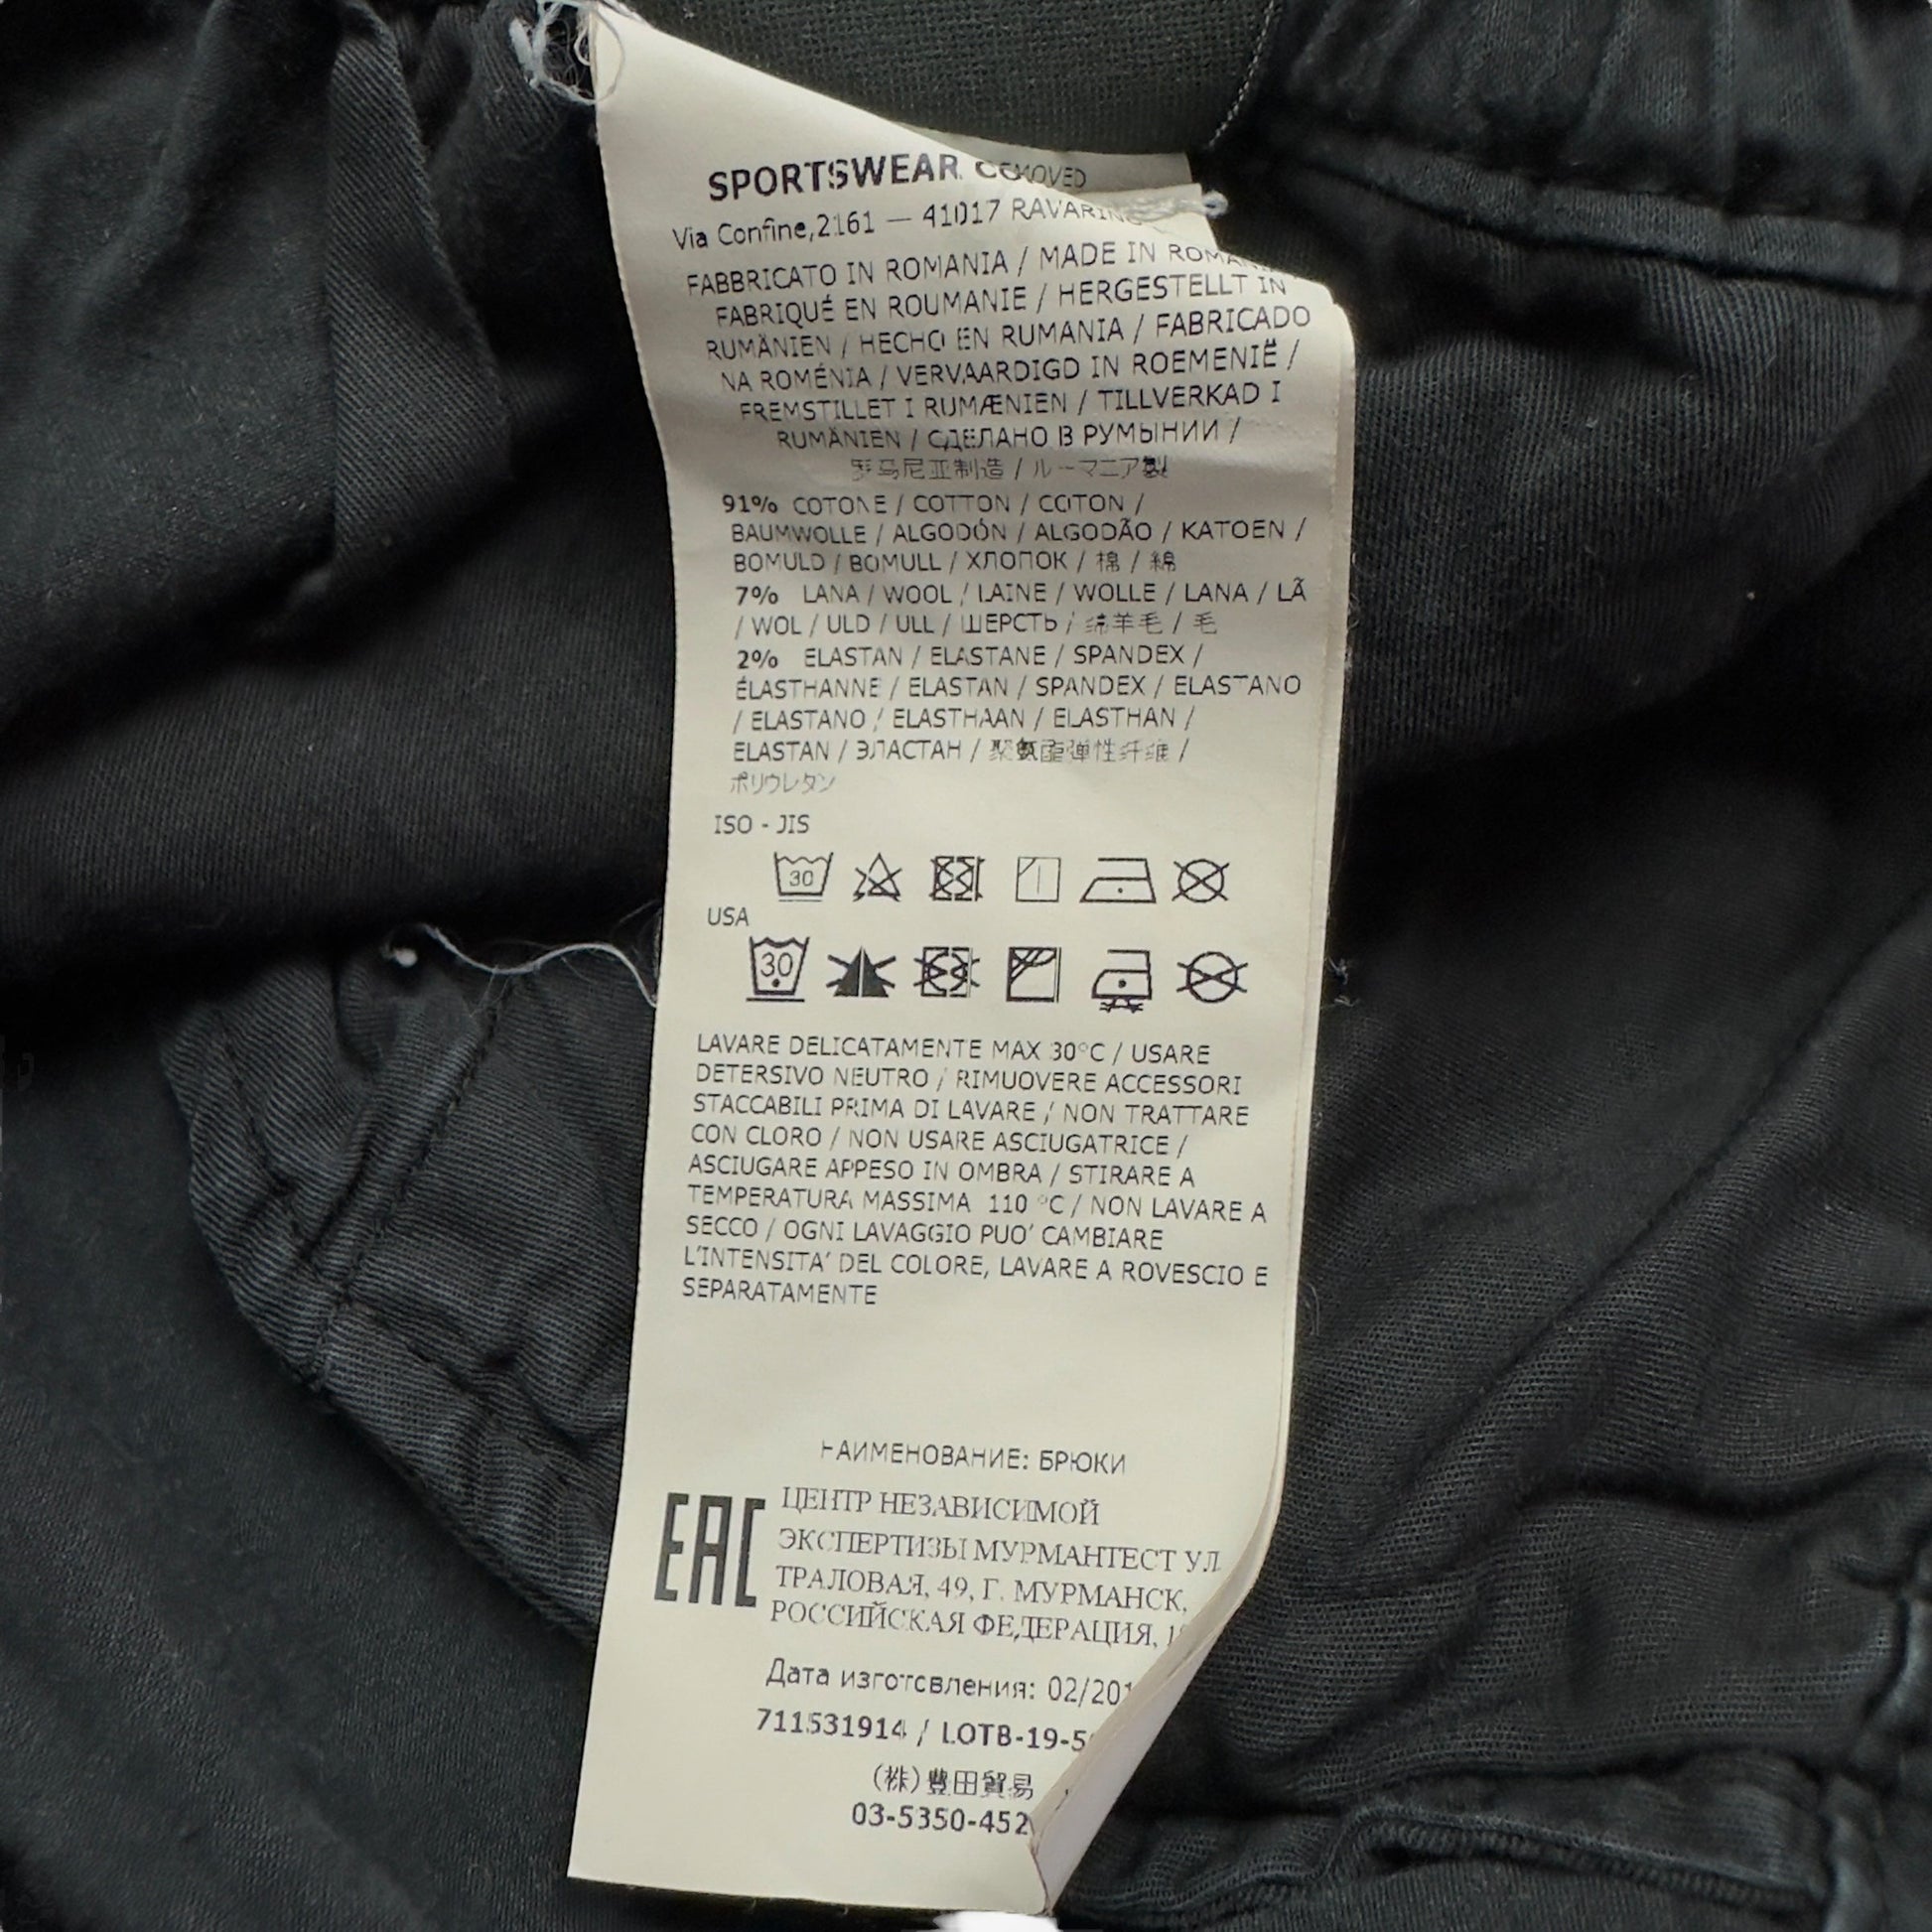 SPORTSWEAR
MOVED
Via Confine,2161 — 41017
FABBRICATO IN ROMANIA / MADE IN
FABRIQUÉ EN ROUMANIE / HERGESTELLT IN
RUMÄNIEN / HECHO EN RUMANIA / FABRICADO
NA ROMÉNIA / VERVAARDIGD IN ROEMENIË /
FREMSTILLET I RUMÆNIEN / TILLVERKAD I
RUMÄNIEN / СДЕЛАНО В РУМЫНИИ /
罗马尼亚制造 / ルーマニア製
91% COTONE / COTTON / COTON /
BAUMWOLLE / ALGODÓN / ALGODÃO / KATOEN /
BOMULD / BOMULL / ХЛОПОК / 棉 / 綿
7% LANA / WOOL / LAINE / WOLLE / LANA / LÃ
/ WOL / ULD / ULL / ШЕРСТЬ / 绵羊毛 / 毛
2% ELASTAN / ELASTANE / SPANDEX /
ÉLASTHANNE / ELASTAN / SPANDEX / ELASTANO
/ ELASTANO / ELASTHAAN / ELASTHAN /
ELASTAN / ЭЛАСТАН / 聚氨酯弹性纤维 /
ポリウレタン
ISO - JIS
30
USA
30
LAVARE DELICATAMENTE MAX 30°C / USARE
DETERSIVO NEUTRO / RIMUOVERE ACCESSORI
STACCABILI PRIMA DI LAVARE / NON TRATTARE
CON CLORO / NON USARE ASCIUGATRICE /
ASCIUGARE APPESO IN OMBRA / STIRARE A
TEMPERATURA MASSIMA 110 °C / NON LAVARE A
SECCO / OGNI LAVAGGIO PUO' CAMBIARE
L'INTENSITA' DEL COLORE, LAVARE A ROVESCIO E
SEPARATAMENTE
НАИМЕНОВАНИЕ: БРЮКИ
EAC
ЦЕНТР НЕЗАВИСИМОЙ
ЭКСПЕРТИЗЫ МУРМАНТЕСТ УЛ.
ТРАЛОВАЯ, 49, Г. МУРМАНСК,
РОССИЙСКАЯ ФЕДЕРАЦИЯ,
Дата изготовления: 02/201
711531914 / LOTB-19-5
(株)豊田貿易
03-5350-452